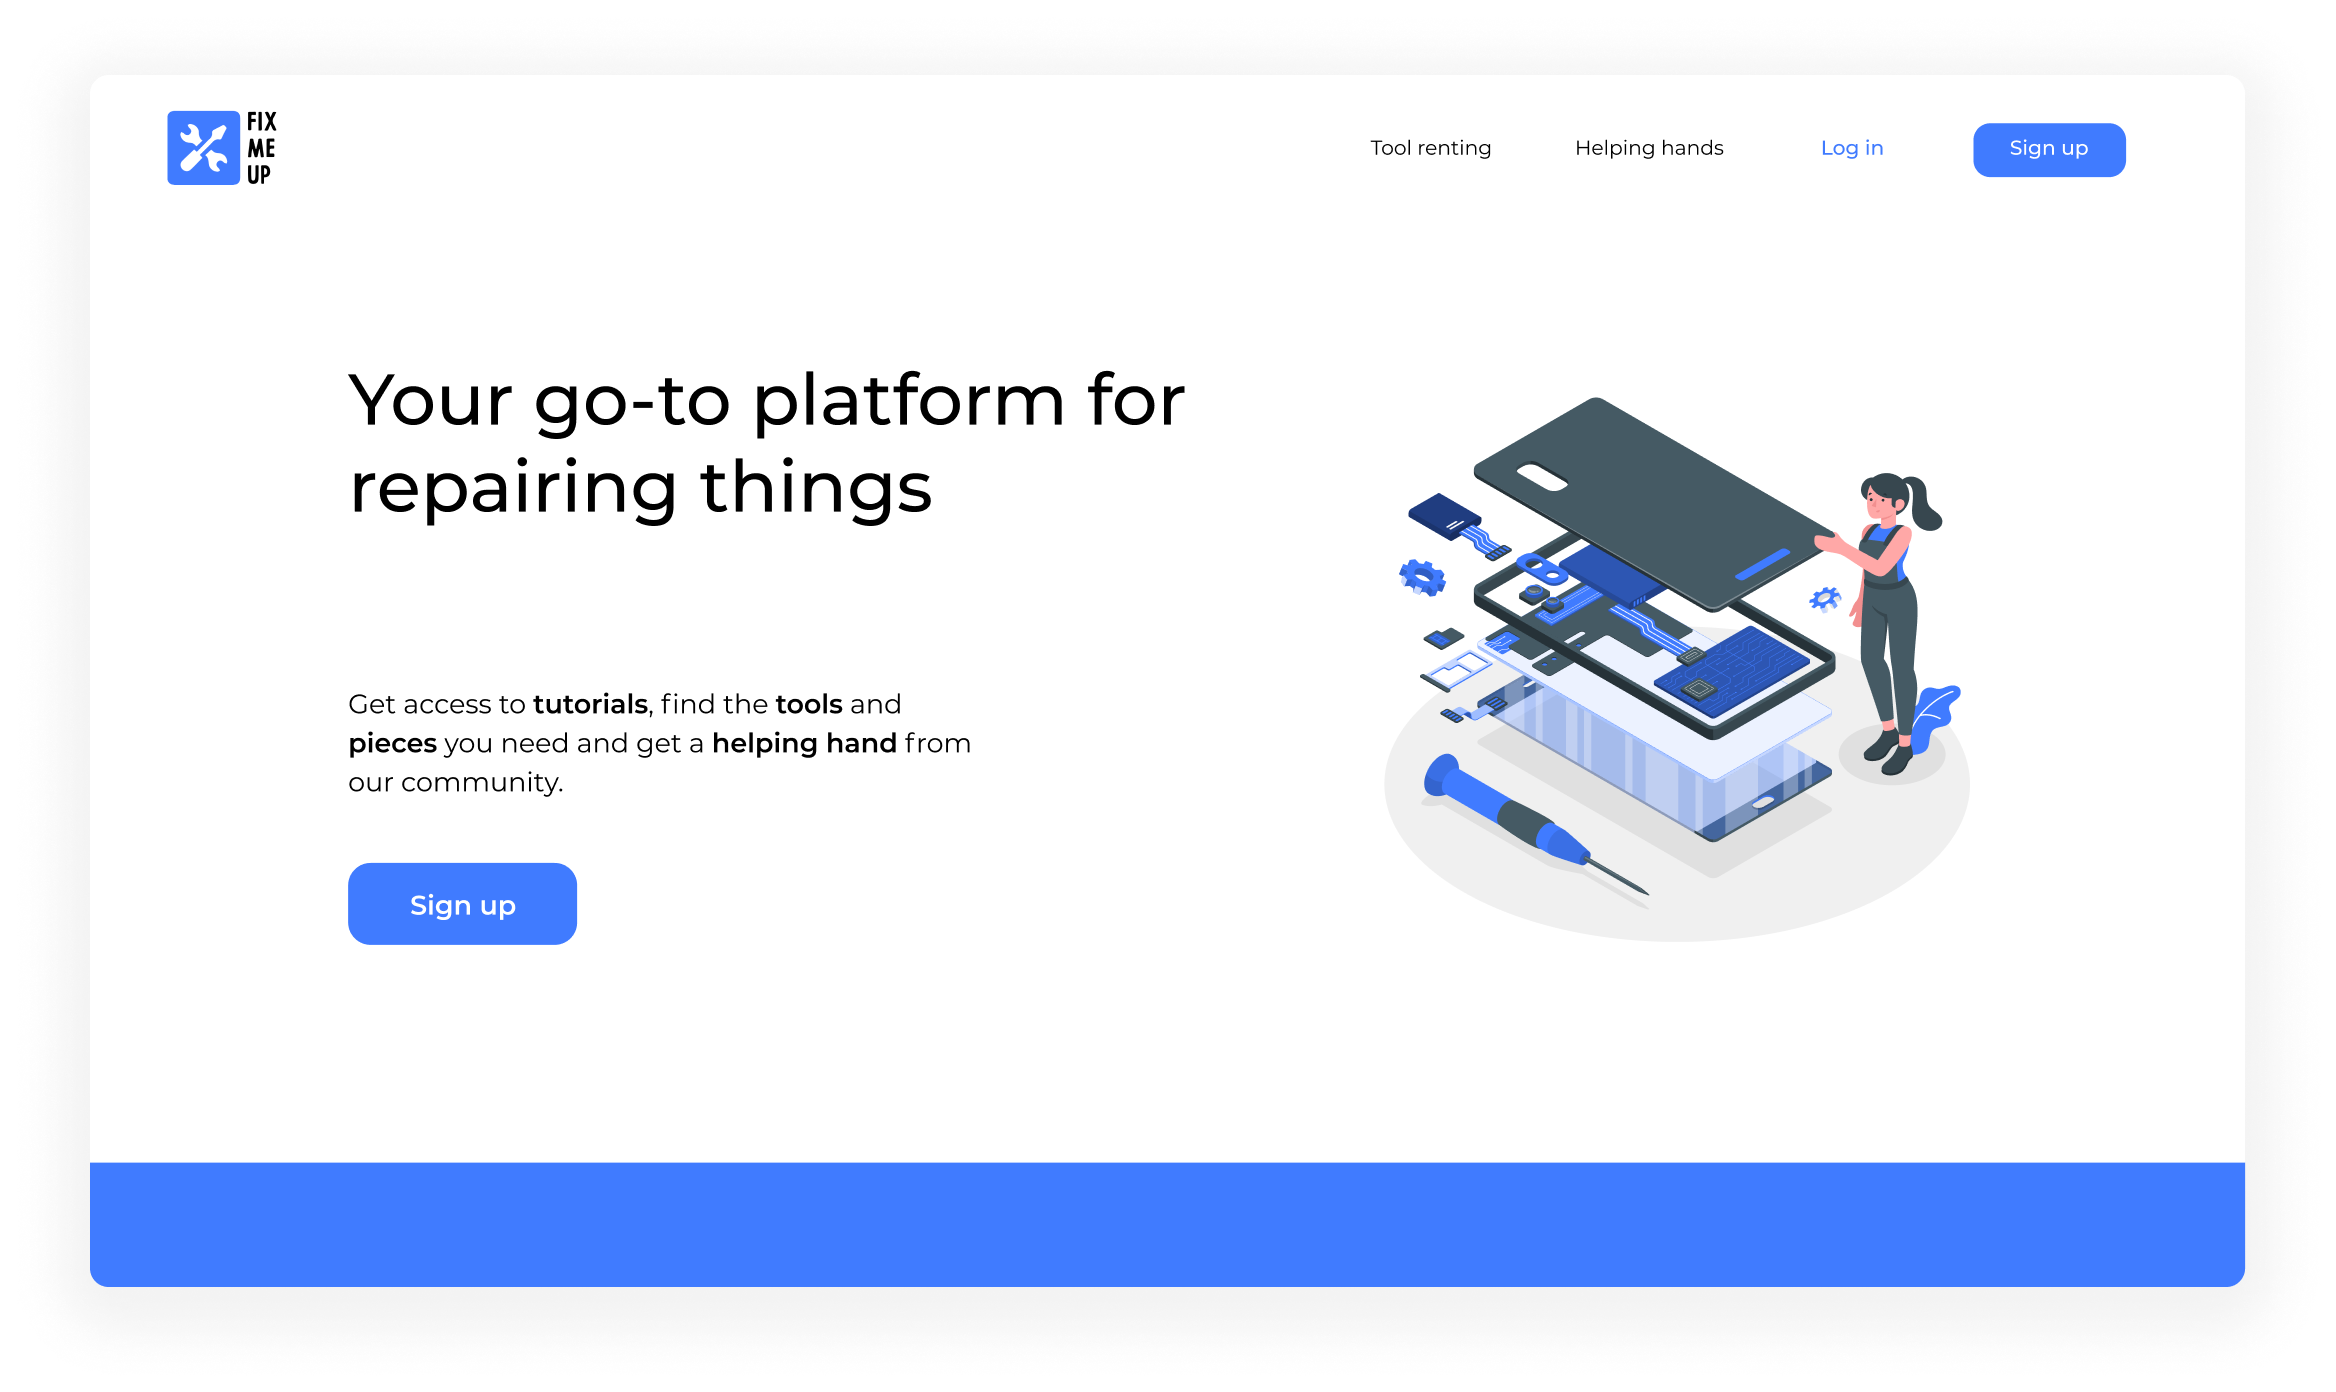 FIX
ME
UP
Tool renting
Helping hands
Log in
Sign up
Your go-to platform for
repairing things
Get access to tutorials, find the tools and
pieces you need and get a helping hand from
our community.
Sign up